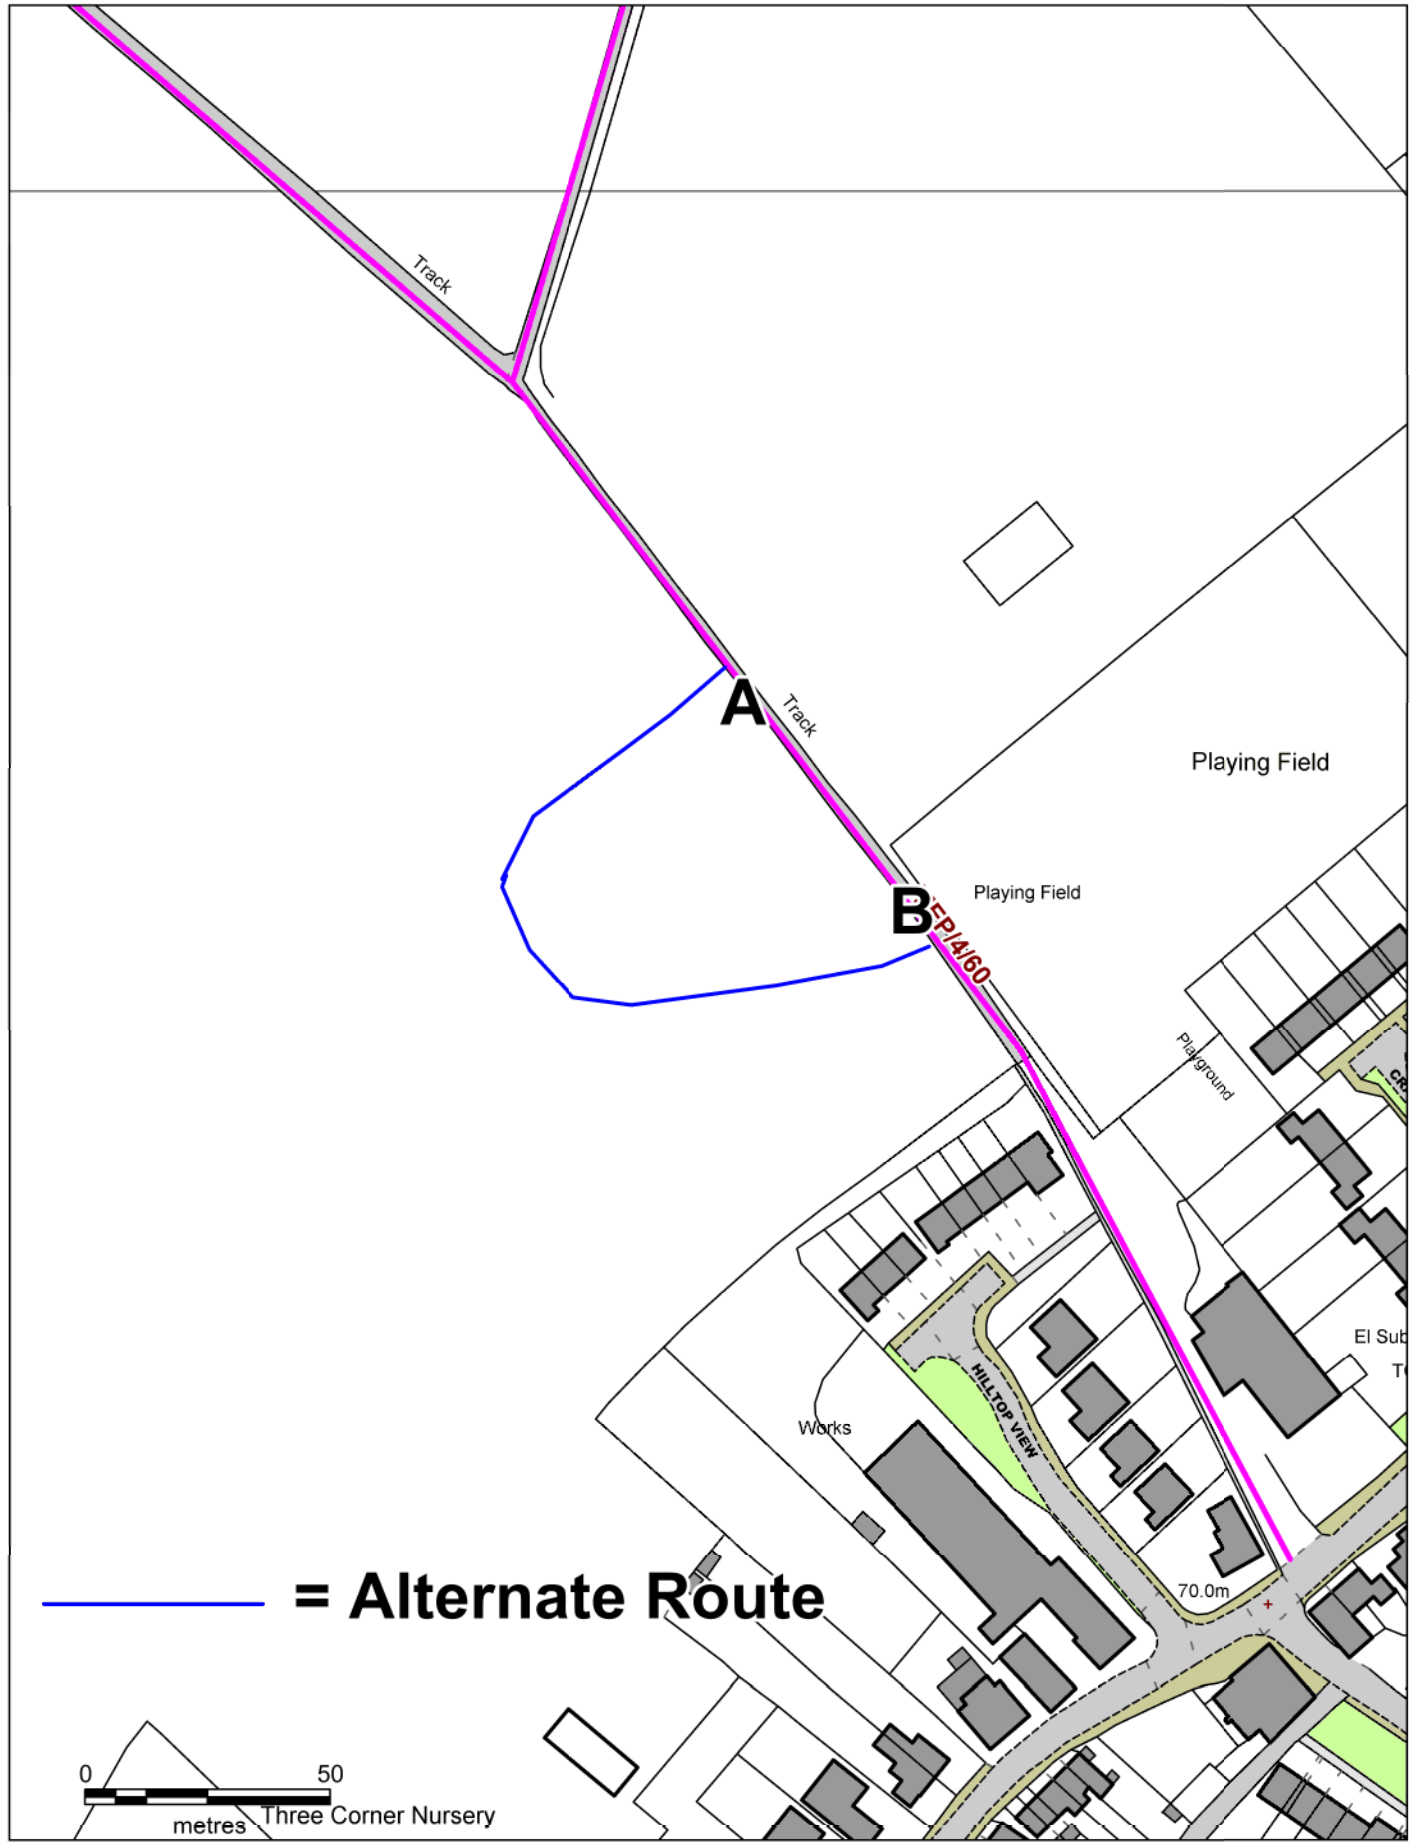 Track
A
Track
Playing Field
Playing Field
B
/4/60
Playground
El Sub
HILLTOP VIEW
Works
= Alternate Route
70.0m
0 50
metres
Three Corner Nursery